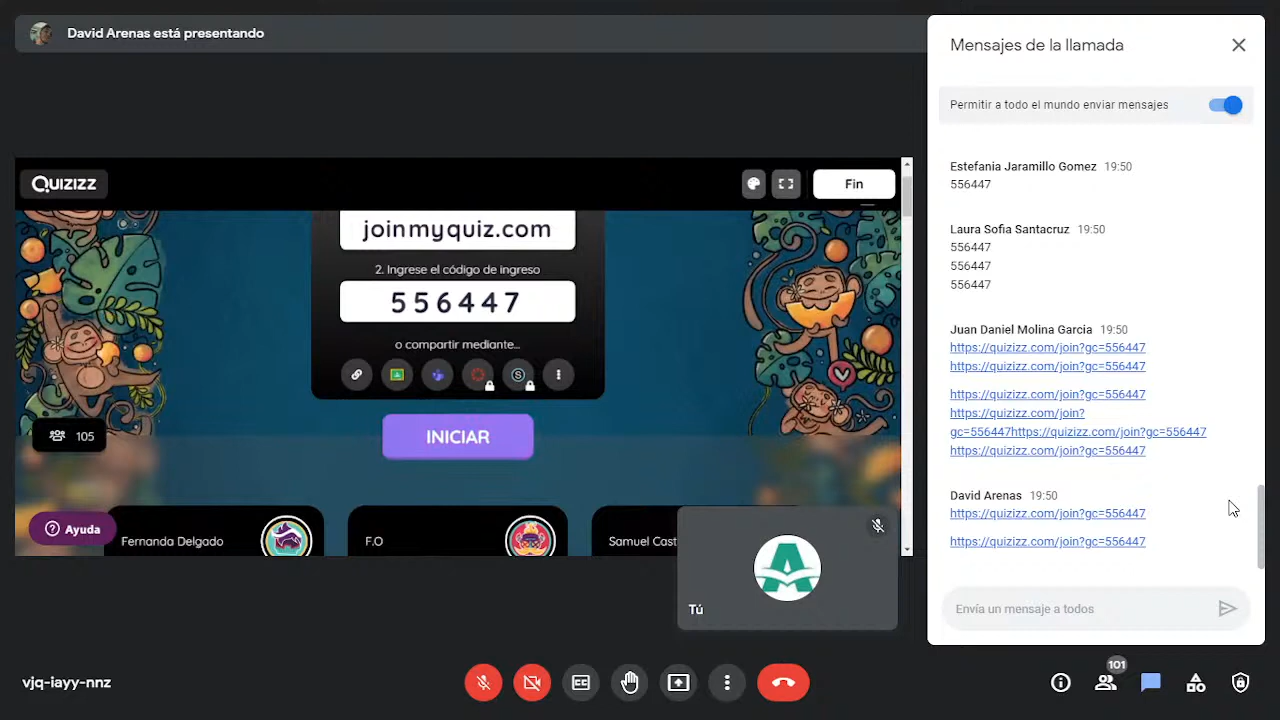 David Arenas está presentando
Quizizz
Fin
joinmyquiz.com
2. Ingrese el código de ingreso
556447
o compartir mediante...
INICIAR
105
Ayuda
Fernanda Delgado
F.O
Samuel Cast
Tú
Mensajes de la llamada
Permitir a todo el mundo enviar mensajes
Estefania Jaramillo Gomez 19:50
556447
Laura Sofia Santacruz 19:50
556447
556447
556447
Juan Daniel Molina Garcia 19:50
https://quizizz.com/join?gc=556447
https://quizizz.com/join?gc=556447
https://quizizz.com/join?gc=556447
https://quizizz.com/join?
gc=556447https://quizizz.com/join?gc=556447
https://quizizz.com/join?gc=556447
David Arenas 19:50
https://quizizz.com/join?gc=556447
https://quizizz.com/join?gc=556447
Envía un mensaje a todos
vjq-iayy-nnz
CC
101